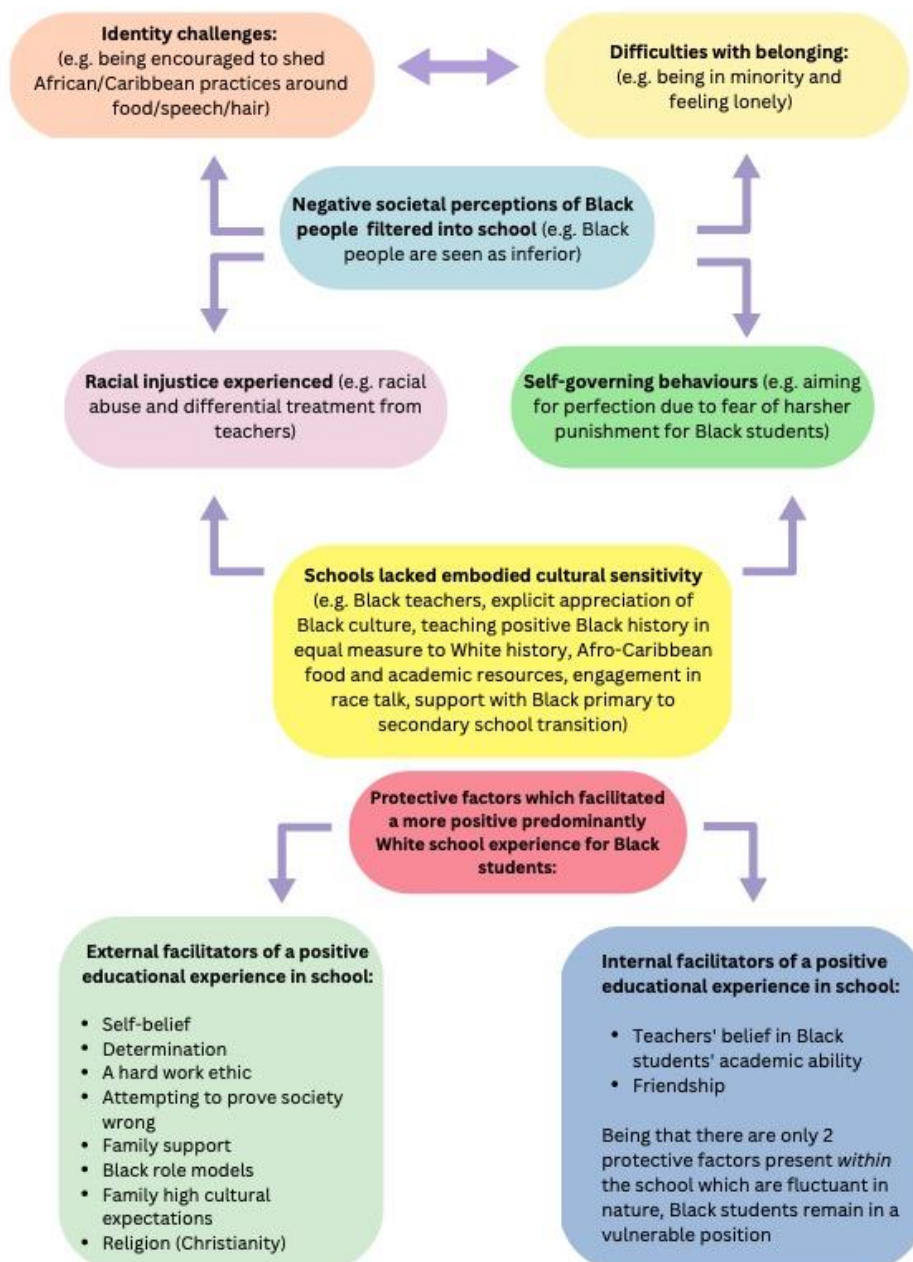 Identity challenges:
(e.g. being encouraged to shed
African/Caribbean practices around
food/speech/hair)
Difficulties with belonging:
(e.g. being in minority and
feeling lonely)
Negative societal perceptions of Black
people filtered into school (e.g. Black
people are seen as inferior)
Racial injustice experienced (e.g. racial
abuse and differential treatment from
teachers)
Self-governing behaviours (e.g. aiming
for perfection due to fear of harsher
punishment for Black students)
Schools lacked embodied cultural sensitivity
(e.g. Black teachers, explicit appreciation of
Black culture, teaching positive Black history in
equal measure to White history, Afro-Caribbean
food and academic resources, engagement in
race talk, support with Black primary to
secondary school transition)
Protective factors which facilitated
a more positive predominantly
White school experience for Black
students:
External facilitators of a positive
educational experience in school:
• Self-belief
• Determination
• A hard work ethic
• Attempting to prove society
wrong
• Family support
• Black role models
• Family high cultural
expectations
• Religion (Christianity)
Internal facilitators of a positive
educational experience in school:
• Teachers' belief in Black
students' academic ability
• Friendship
Being that there are only 2
protective factors present within
the school which are fluctuant in
nature, Black students remain in a
vulnerable position